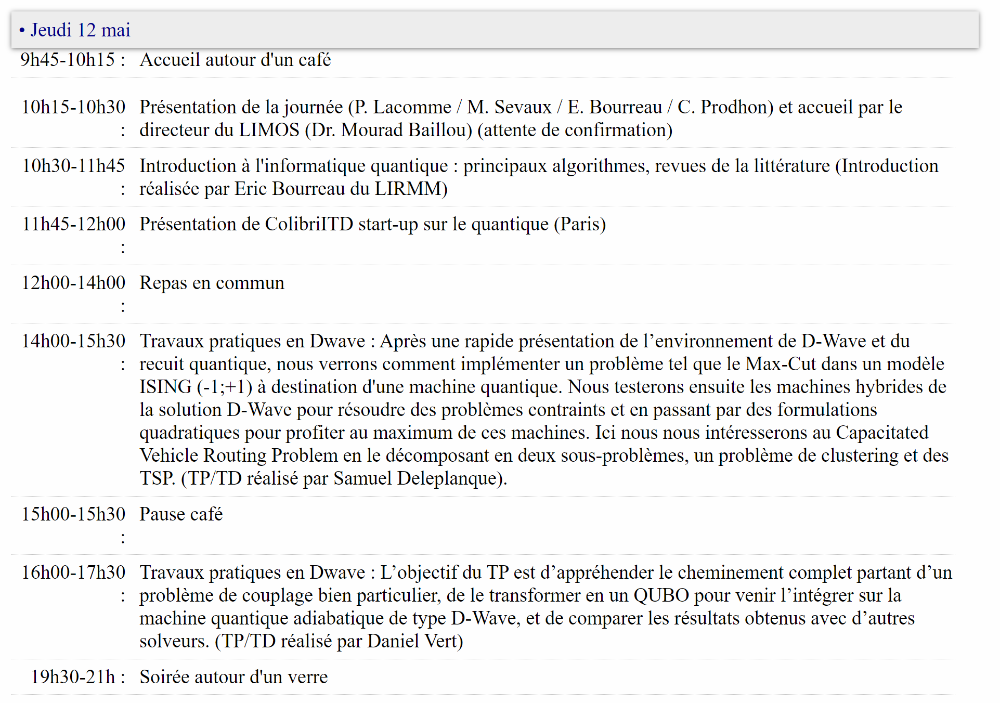 • Jeudi 12 mai
9h45-10h15 : Accueil autour d'un café
10h15-10h30 Présentation de la journée (P. Lacomme / M. Sevaux / E. Bourreau / C. Prodhon) et accueil par le
: directeur du LIMOS (Dr. Mourad Baillou) (attente de confirmation)
10h30-11h45 Introduction à l'informatique quantique : principaux algorithmes, revues de la littérature (Introduction
: réalisée par Eric Bourreau du LIRMM)
11h45-12h00 Présentation de ColibriITD start-up sur le quantique (Paris)
:
12h00-14h00 Repas en commun
:
14h00-15h30 Travaux pratiques en Dwave : Après une rapide présentation de l’environnement de D-Wave et du
: recuit quantique, nous verrons comment implémenter un problème tel que le Max-Cut dans un modèle
ISING (-1;+1) à destination d'une machine quantique. Nous testerons ensuite les machines hybrides de
la solution D-Wave pour résoudre des problèmes contraints et en passant par des formulations
quadratiques pour profiter au maximum de ces machines. Ici nous nous intéresserons au Capacitated
Vehicle Routing Problem en le décomposant en deux sous-problèmes, un problème de clustering et des
TSP. (TP/TD réalisé par Samuel Deleplanque).
15h00-15h30 Pause café
:
16h00-17h30 Travaux pratiques en Dwave : L’objectif du TP est d’appréhender le cheminement complet partant d’un
: problème de couplage bien particulier, de le transformer en un QUBO pour venir l’intégrer sur la
machine quantique adiabatique de type D-Wave, et de comparer les résultats obtenus avec d’autres
solveurs. (TP/TD réalisé par Daniel Vert)
19h30-21h : Soirée autour d'un verre